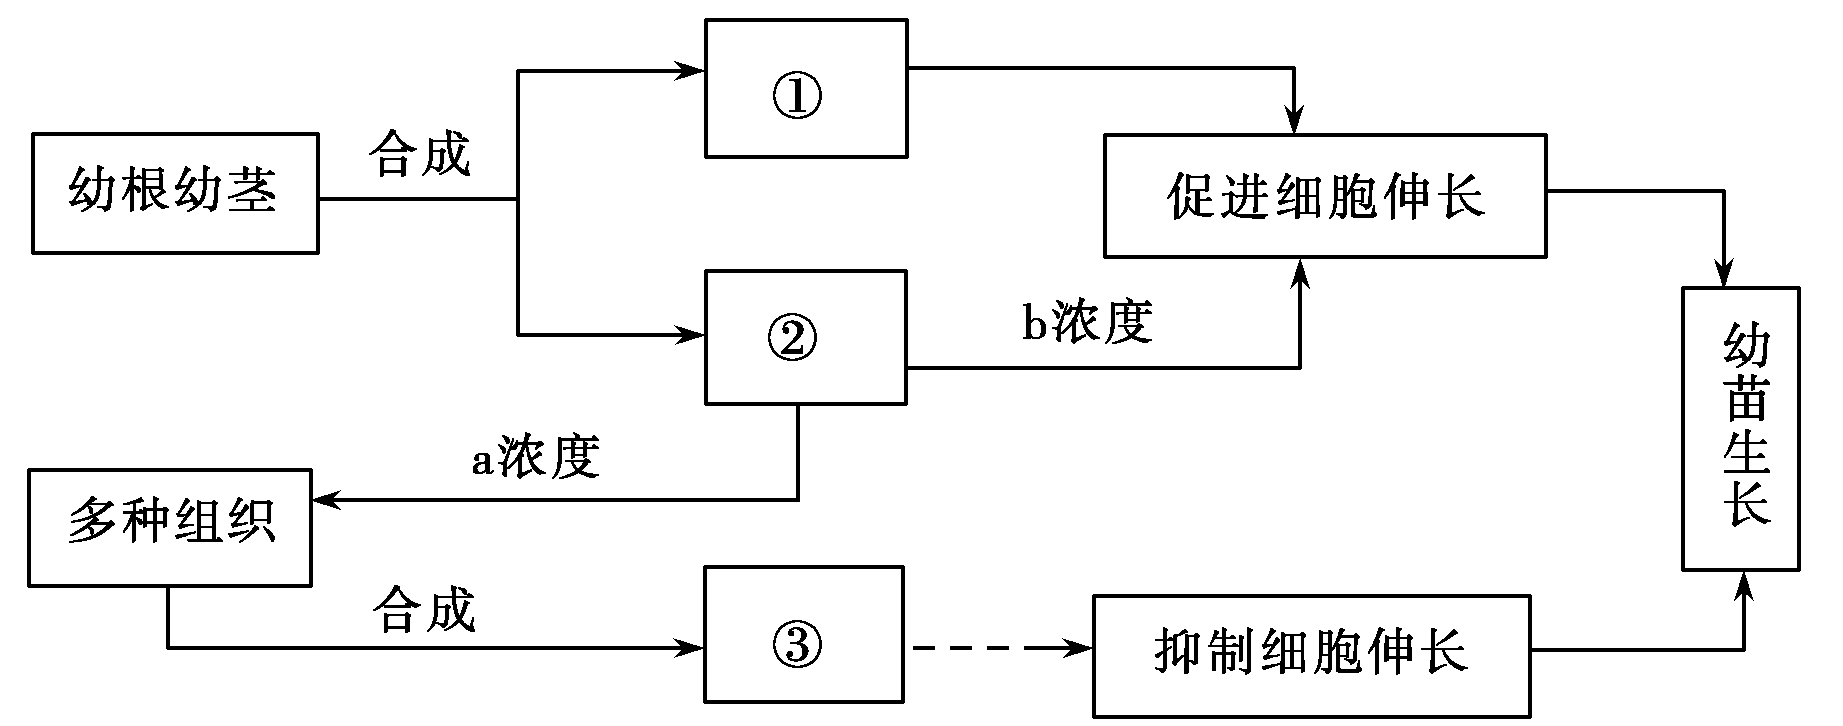 ①
合成
幼根幼茎
促进细胞伸长
②
b浓度
幼苗生长
a浓度
多种组织
合成
③
抑制细胞伸长